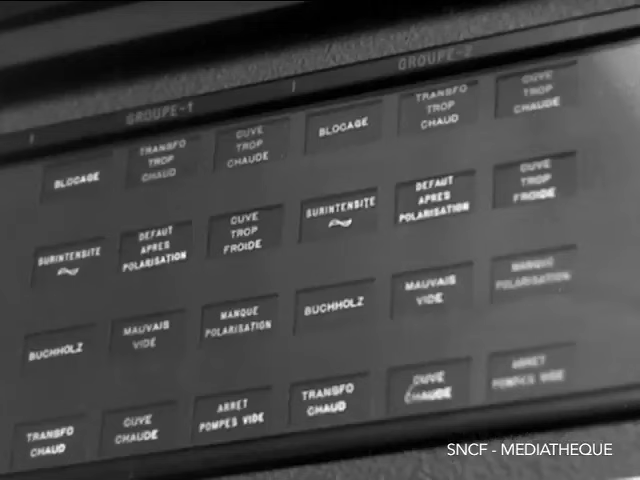 GROUPE-1
GROUPE-2
BLOCAGE
TRANSFO
TROP
CHAUD
CUVE
TROP
CHAUDE
BLOCAGE
TRANSFO
TROP
CHAUD
CUVE
TROP
CHAUDE
SURINTENSITE
DEFAUT
APRES
POLARISATION
CUVE
TROP
FROIDE
SURINTENSITE
DEFAUT
APRES
POLARISATION
CUVE
TROP
FROIDE
BUCHHOLZ
MAUVAIS
VIDE
MANQUE
POLARISATION
BUCHHOLZ
MAUVAIS
VIDE
MANQUE
POLARISATION
TRANSFO
CHAUD
CUVE
CHAUDE
ARRET
POMPES VIDE
TRANSFO
CHAUD
CUVE
CHAUDE
ARRET
POMPES VIDE
SNCF - MEDIATHEQUE